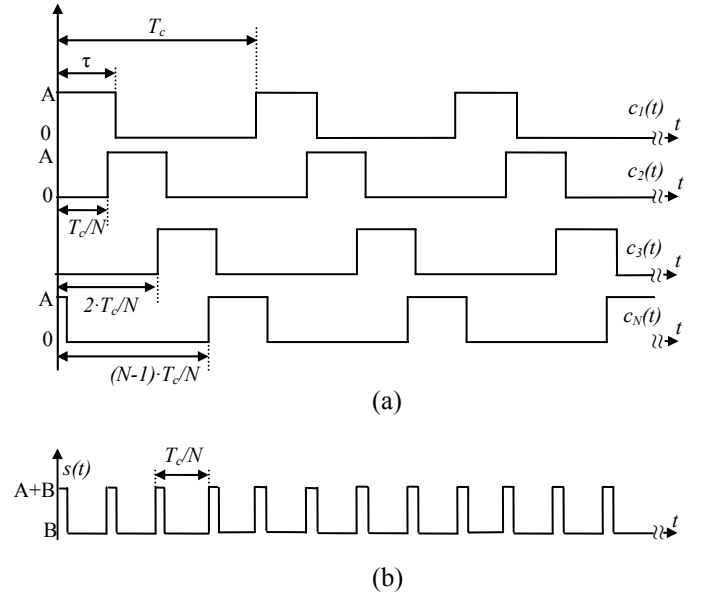 T_c
τ
A
c_1(t)
0
t
A
c_2(t)
0
t
T_c/N
c_3(t)
t
2·T_c/N
A
c_N(t)
0
t
(N-1)·T_c/N
(a)
s(t)
T_c/N
A+B
B
t
(b)